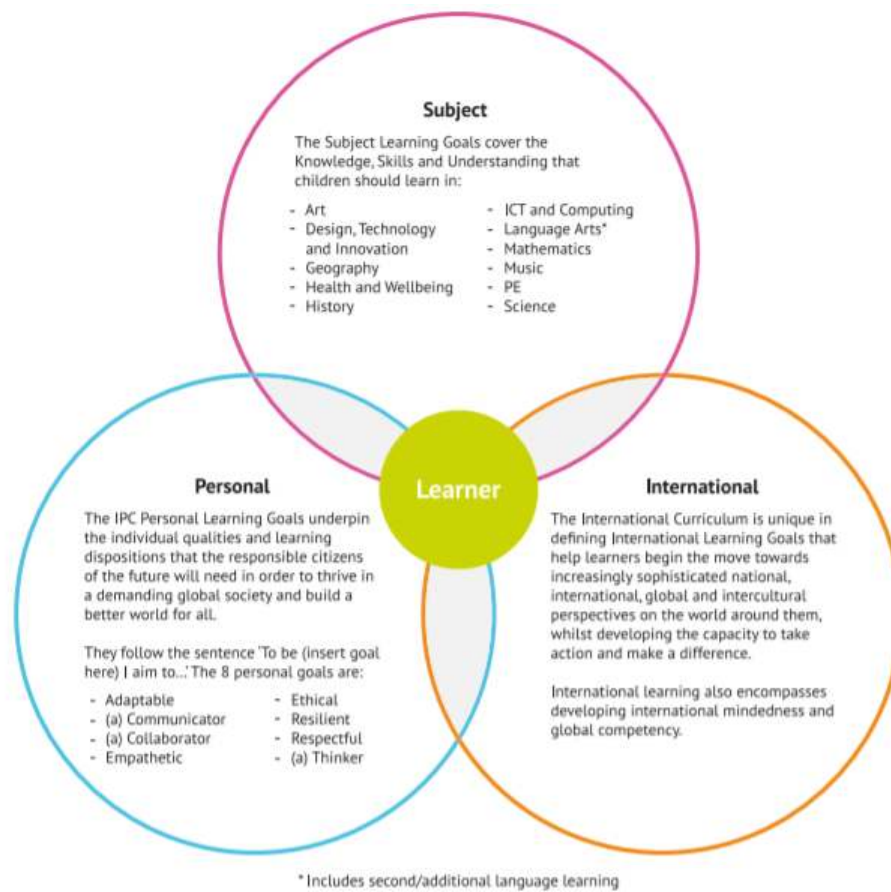 Subject
The Subject Learning Goals cover the
Knowledge, Skills and Understanding that
children should learn in:
- Art
- Design, Technology
and Innovation
- Geography
- Health and Wellbeing
- History
- ICT and Computing
- Language Arts*
- Mathematics
- Music
- PE
- Science
Learner
Personal
The IPC Personal Learning Goals underpin
the individual qualities and learning
dispositions that the responsible citizens
of the future will need in order to thrive in
a demanding global society and build a
better world for all.
They follow the sentence 'To be (insert goal
here) I aim to...' The 8 personal goals are:
- Adaptable
- (a) Communicator
- (a) Collaborator
- Empathetic
- Ethical
- Resilient
- Respectful
- (a) Thinker
International
The International Curriculum is unique in
defining International Learning Goals that
help learners begin the move towards
increasingly sophisticated national,
international, global and intercultural
perspectives on the world around them,
whilst developing the capacity to take
action and make a difference.
International learning also encompasses
developing international mindedness and
global competency.
* Includes second/additional language learning